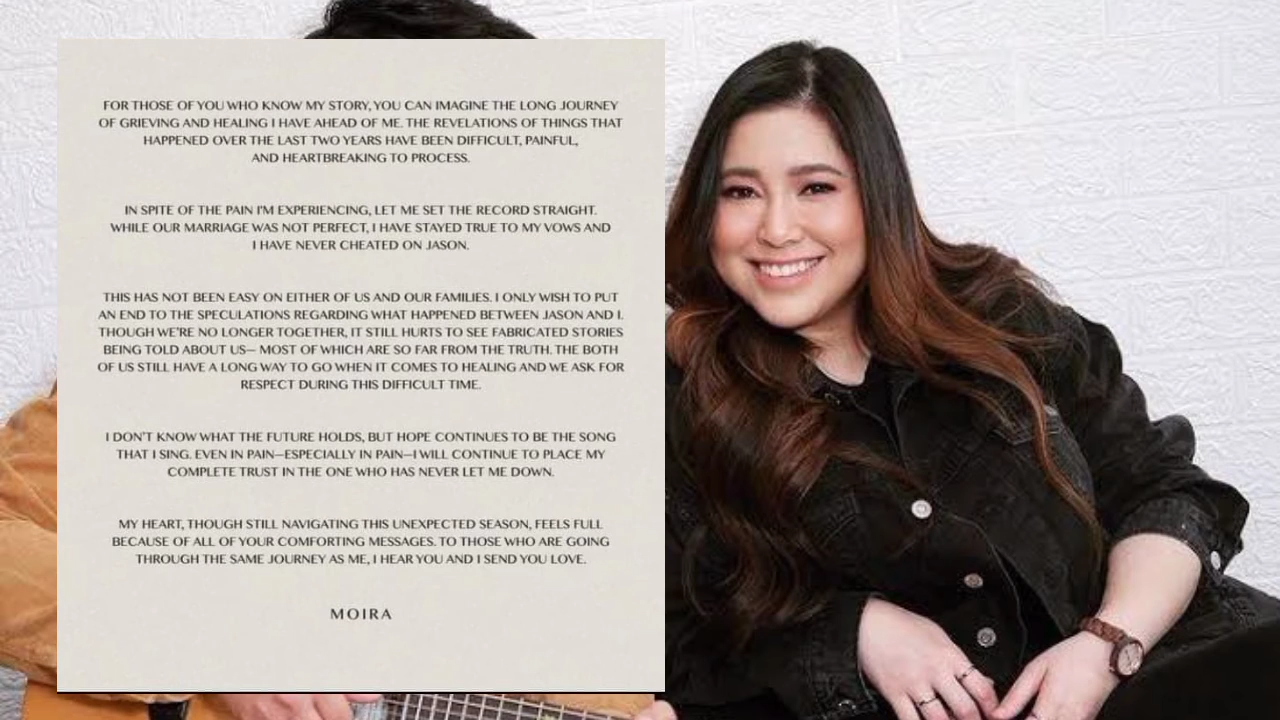 FOR THOSE OF YOU WHO KNOW MY STORY, YOU CAN IMAGINE THE LONG JOURNEY
OF GRIEVING AND HEALING I HAVE AHEAD OF ME. THE REVELATIONS OF THINGS THAT
HAPPENED OVER THE LAST TWO YEARS HAVE BEEN DIFFICULT, PAINFUL,
AND HEARTBREAKING TO PROCESS.
IN SPITE OF THE PAIN I'M EXPERIENCING, LET ME SET THE RECORD STRAIGHT.
WHILE OUR MARRIAGE WAS NOT PERFECT, I HAVE STAYED TRUE TO MY VOWS AND
I HAVE NEVER CHEATED ON JASON.
THIS HAS NOT BEEN EASY ON EITHER OF US AND OUR FAMILIES. I ONLY WISH TO PUT
AN END TO THE SPECULATIONS REGARDING WHAT HAPPENED BETWEEN JASON AND I.
THOUGH WE'RE NO LONGER TOGETHER, IT STILL HURTS TO SEE FABRICATED STORIES
BEING TOLD ABOUT US— MOST OF WHICH ARE SO FAR FROM THE TRUTH. THE BOTH
OF US STILL HAVE A LONG WAY TO GO WHEN IT COMES TO HEALING AND WE ASK FOR
RESPECT DURING THIS DIFFICULT TIME.
I DON'T KNOW WHAT THE FUTURE HOLDS, BUT HOPE CONTINUES TO BE THE SONG
THAT I SING. EVEN IN PAIN—ESPECIALLY IN PAIN—I WILL CONTINUE TO PLACE MY
COMPLETE TRUST IN THE ONE WHO HAS NEVER LET ME DOWN.
MY HEART, THOUGH STILL NAVIGATING THIS UNEXPECTED SEASON, FEELS FULL
BECAUSE OF ALL OF YOUR COMFORTING MESSAGES. TO THOSE WHO ARE GOING
THROUGH THE SAME JOURNEY AS ME, I HEAR YOU AND I SEND YOU LOVE.
MOIRA